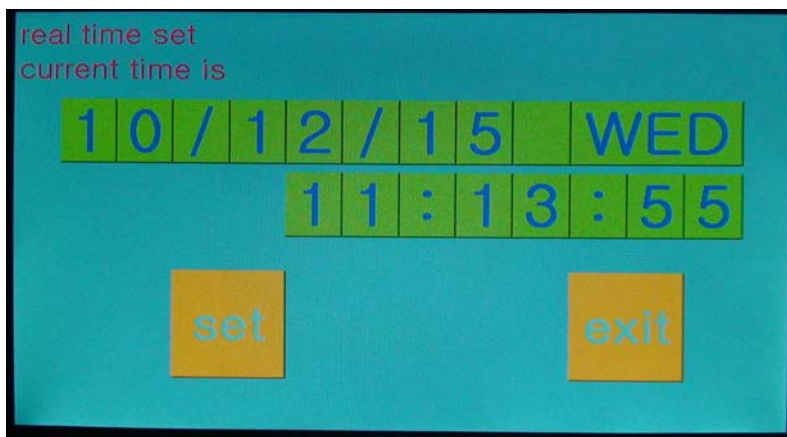 real time set
current time is
10/12/15 WED
11:13:55
set
exit